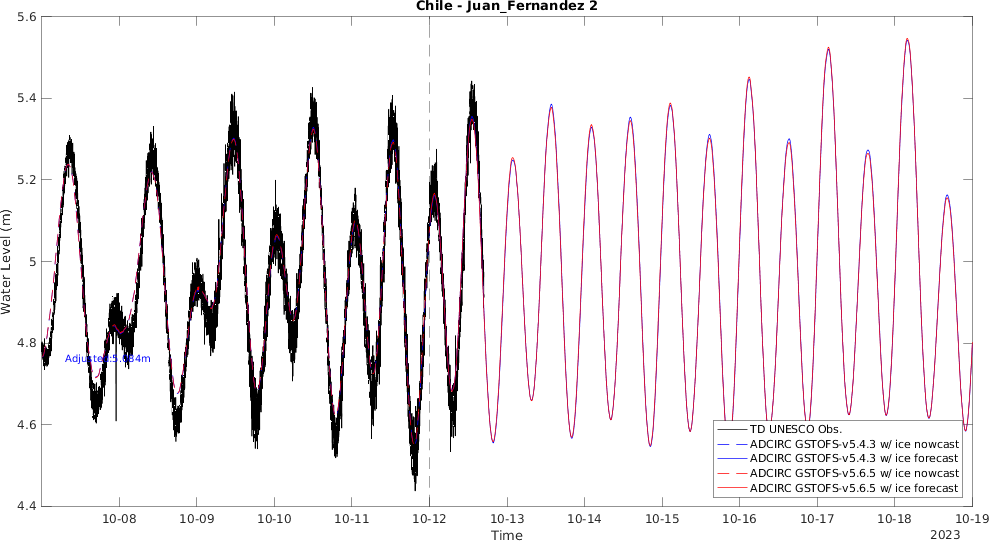 Chile - Juan_Fernandez 2
5.6
5.4
5.2
5
4.8
4.6
4.4
Water Level (m)
TD UNESCO Obs.
ADCIRC GSTOFS-v5.4.3 w/ ice nowcast
ADCIRC GSTOFS-v5.4.3 w/ ice forecast
ADCIRC GSTOFS-v5.6.5 w/ ice nowcast
ADCIRC GSTOFS-v5.6.5 w/ ice forecast
10-08 10-09 10-10 10-11 10-12 10-13 10-14 10-15 10-16 10-17 10-18 10-19
Time
2023